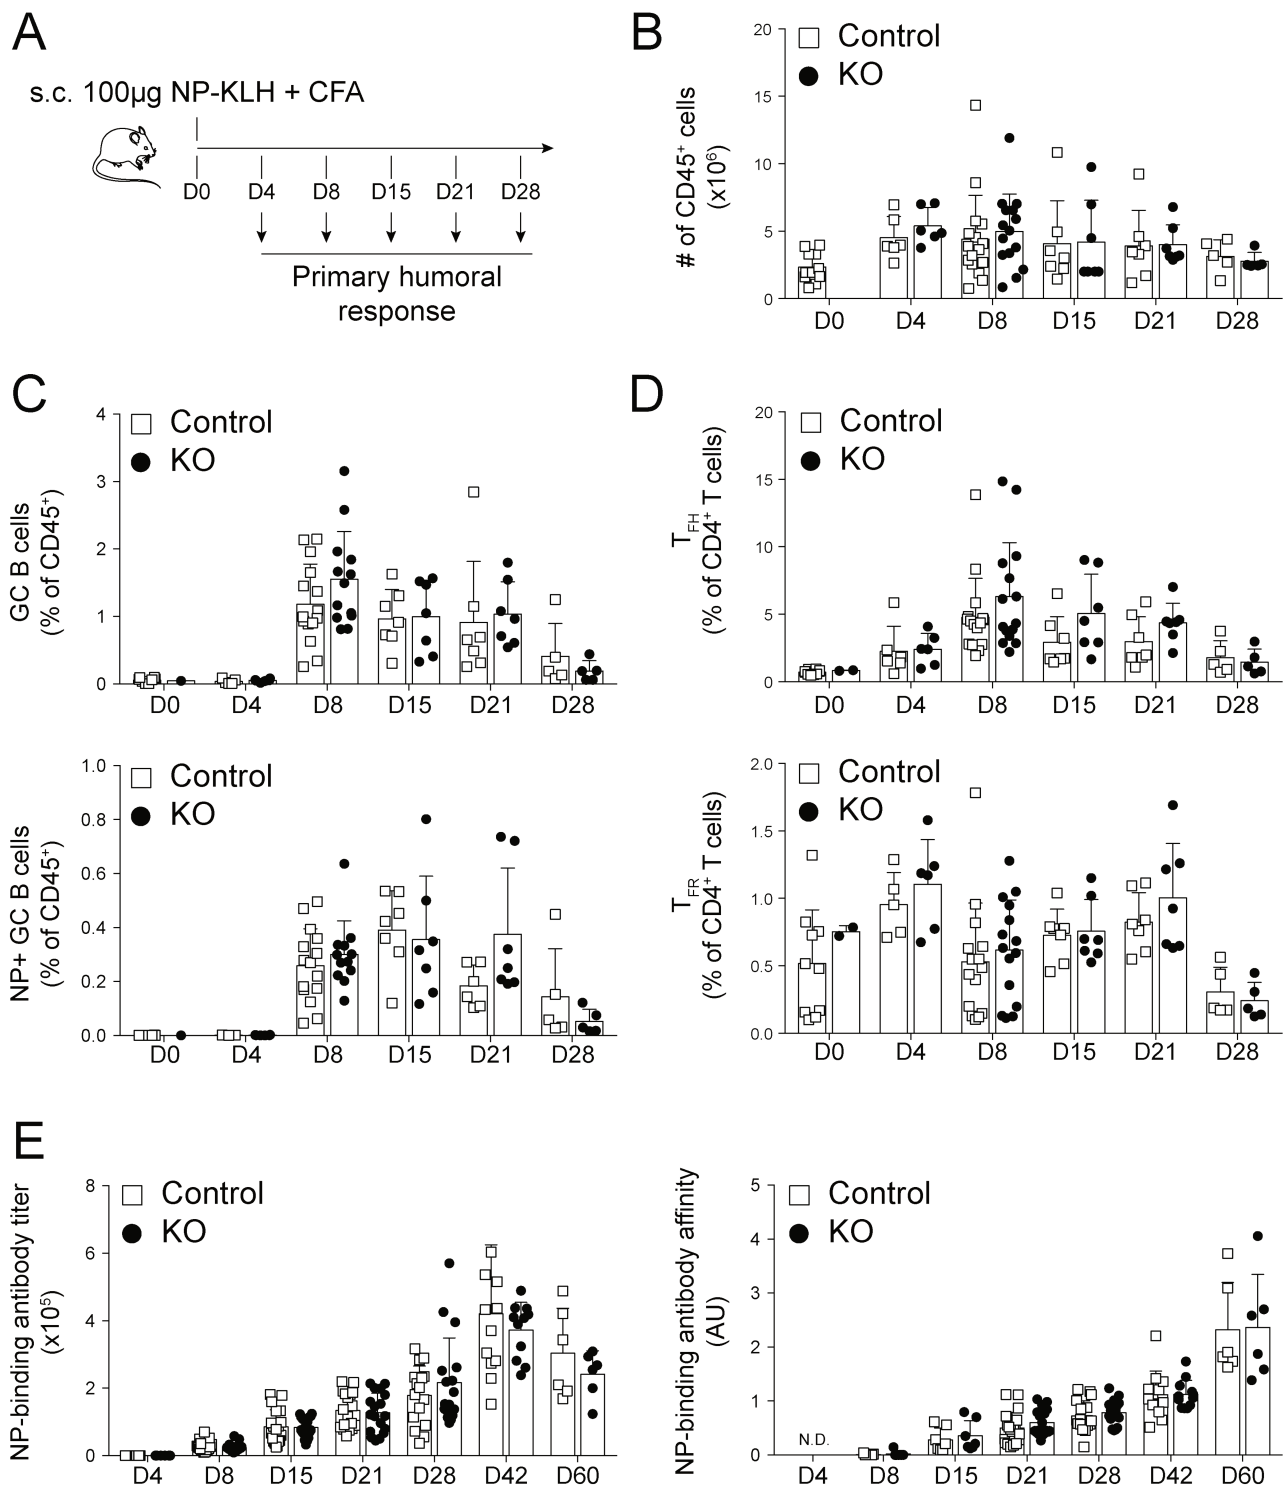 A
s.c. 100µg NP-KLH + CFA
D0 D4 D8 D15 D21 D28
Primary humoral
response
B
# of CD45⁺ cells
(x10⁶)
20
15
10
5
0
Control
KO
D0 D4 D8 D15 D21 D28
C
GC B cells
(% of CD45⁺)
4
3
2
1
0
Control
KO
D0 D4 D8 D15 D21 D28
NP+ GC B cells
(% of CD45⁺)
1.0
0.8
0.6
0.4
0.2
0.0
Control
KO
D0 D4 D8 D15 D21 D28
D
TFH
(% of CD4⁺ T cells)
20
15
10
5
0
Control
KO
D0 D4 D8 D15 D21 D28
TFR
(% of CD4⁺ T cells)
2.0
1.5
1.0
0.5
0.0
Control
KO
D0 D4 D8 D15 D21 D28
E
NP-binding antibody titer
(x10⁵)
8
6
4
2
0
Control
KO
D4 D8 D15 D21 D28 D42 D60
NP-binding antibody affinity
(AU)
5
4
3
2
1
0
Control
KO
N.D.
D4 D8 D15 D21 D28 D42 D60